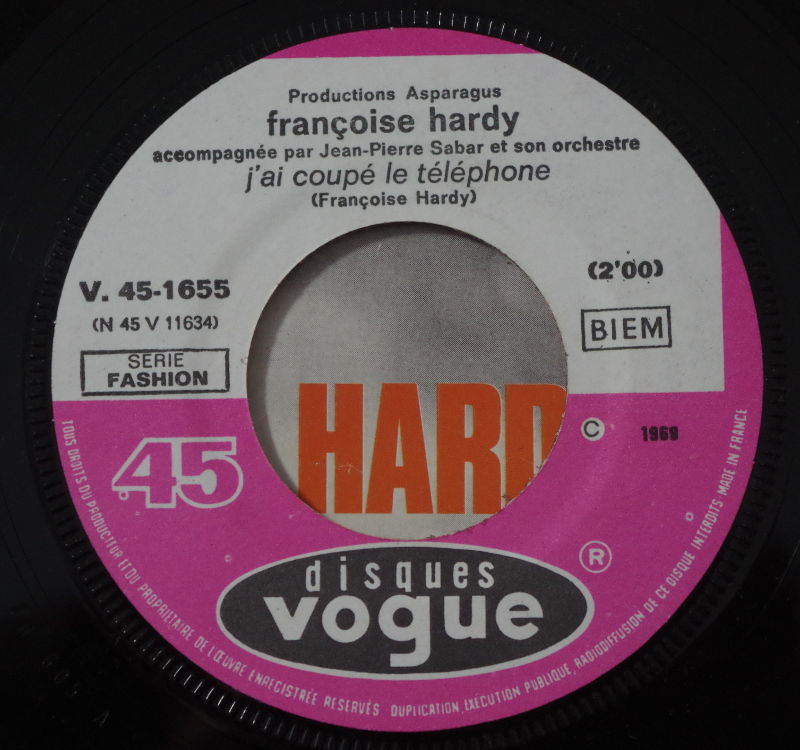 Productions Asparagus
françoise hardy
accompagnée par Jean-Pierre Sabar et son orchestre
j'ai coupé le téléphone
(Françoise Hardy)
V. 45-1655
(N 45 V 11634)
SERIE
FASHION
(2'00)
BIEM
HARD
45
© 1969
disques
vogue
®
TOUS DROITS DU PRODUCTEUR ET DU PROPRIETAIRE DE L'ŒUVRE ENREGISTRÉE RESERVÉS DUPLICATION, EXÉCUTION PUBLIQUE, RADIODIFFUSION DE CE DISQUE INTERDITS MADE IN FRANCE